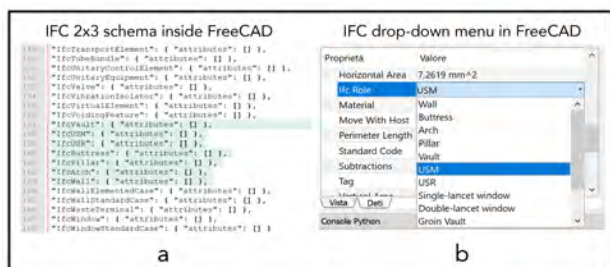 IFC 2x3 schema inside FreeCAD
"IfcTransportElement": { "attributes": [] },
"IfcTubeBundle": { "attributes": [] },
"IfcUnitaryControlElement": { "attributes": [] },
"IfcUnitaryEquipment": { "attributes": [] },
"IfcValve": { "attributes": [] },
"IfcVibrationIsolator": { "attributes": [] },
"IfcVirtualElement": { "attributes": [] },
"IfcVoidingFeature": { "attributes": [] },
"IfcVault": { "attributes": [] },
"IfcUSM": { "attributes": [] },
"IfcUSR": { "attributes": [] },
"IfcButtress": { "attributes": [] },
"IfcPillar": { "attributes": [] },
"IfcArch": { "attributes": [] },
"IfcWall": { "attributes": [] },
"IfcWallElementedCase": { "attributes": [] },
"IfcWallStandardCase": { "attributes": [] },
"IfcWasteTerminal": { "attributes": [] },
"IfcWindow": { "attributes": [] },
"IfcWindowStandardCase": { "attributes": [] },
a
IFC drop-down menu in FreeCAD
Proprietà Valore
Horizontal Area 7,2619 mm^2
Ifc Role USM
Material Wall
Move With Host Buttress
Perimeter Length Arch
Standard Code Pillar
Subtractions Vault
Tag USM
Vertical Area USR
Single-lancet window
Vista Dati Double-lancet window
Console Python Groin Vault
b